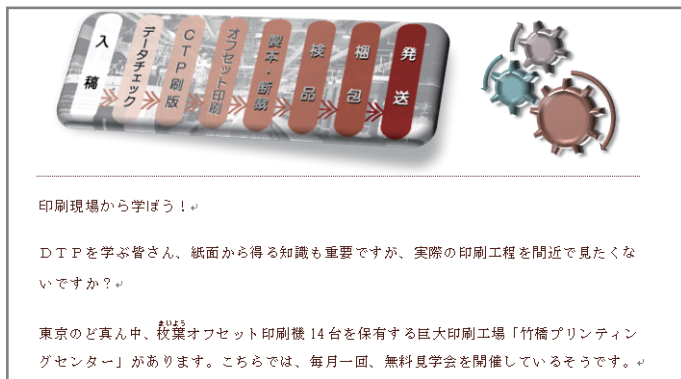 入稿
データチェック
CTP刷版
オフセット印刷
製本・断裁
検品
梱包
発送
印刷現場から学ぼう！
ＤＴＰを学ぶ皆さん、紙面から得る知識も重要ですが、実際の印刷工程を間近で見たくな
いですか？
まいよう
東京のど真ん中、枚葉オフセット印刷機 14 台を保有する巨大印刷工場「竹橋プリンティン
グセンター」があります。こちらでは、毎月一回、無料見学会を開催しているそうです。